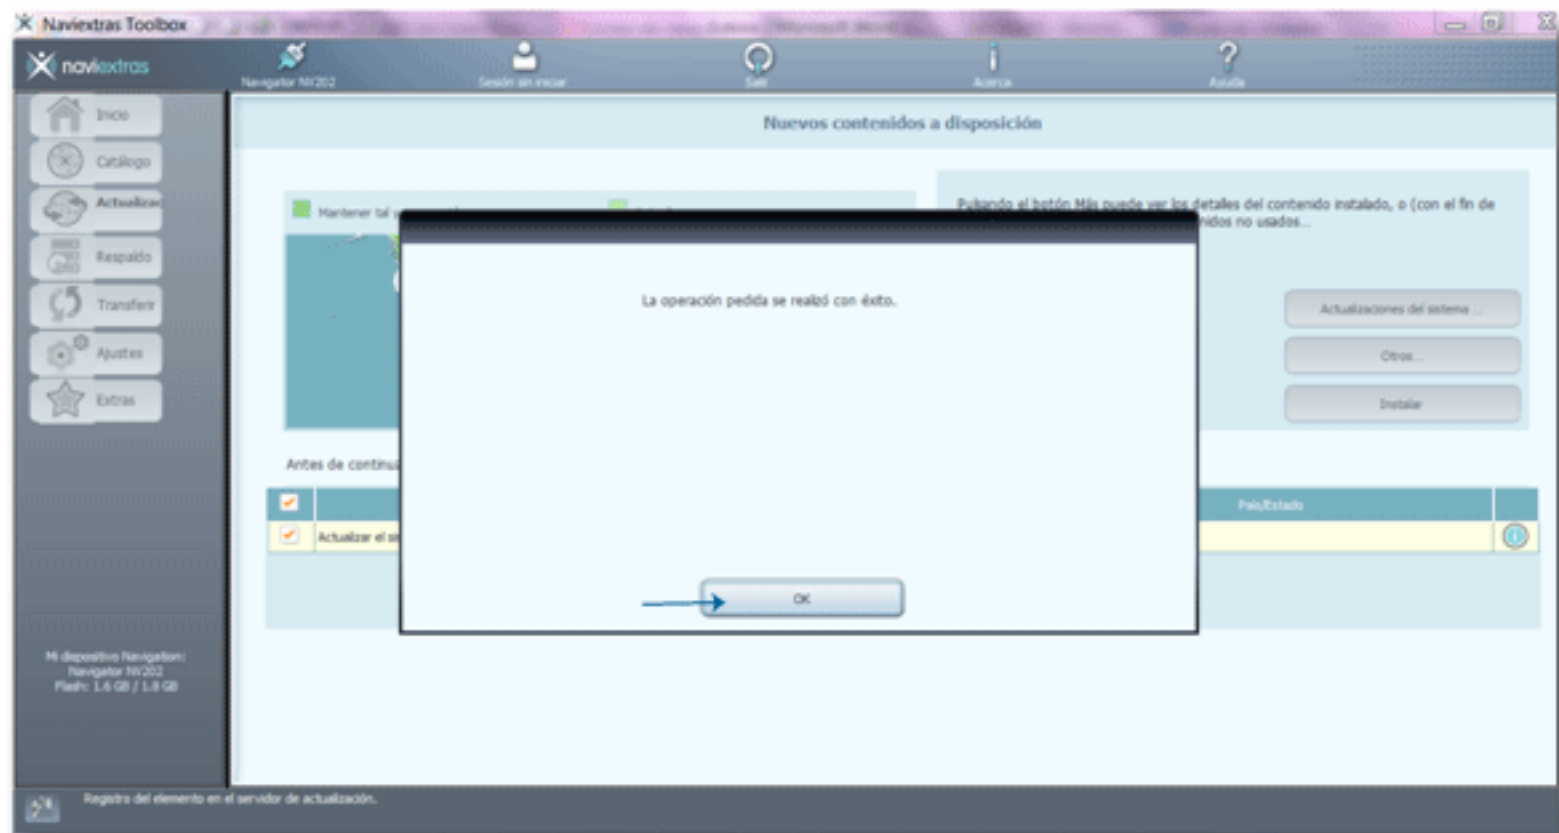 Naviextras Toolbox
naviextras
Navigator NV202
Sesión sin iniciar
Salir
Acerca
Ayuda
Inicio
Catálogo
Actualizac
Respaldo
Transferir
Ajustes
Extras
Nuevos contenidos a disposición
Mantener tal
Pulsando el botón Más puede ver los detalles del contenido instalado, o (con el fin de
nidos no usados...
Actualizaciones del sistema ...
Otros...
Instalar
La operación pedida se realizó con éxito.
OK
Antes de continua
País/Estado
Actualizar el
Mi dispositivo Navigation:
Navigator NV202
Flash: 1.6 GB / 1.8 GB
Registro del elemento en el servidor de actualización.